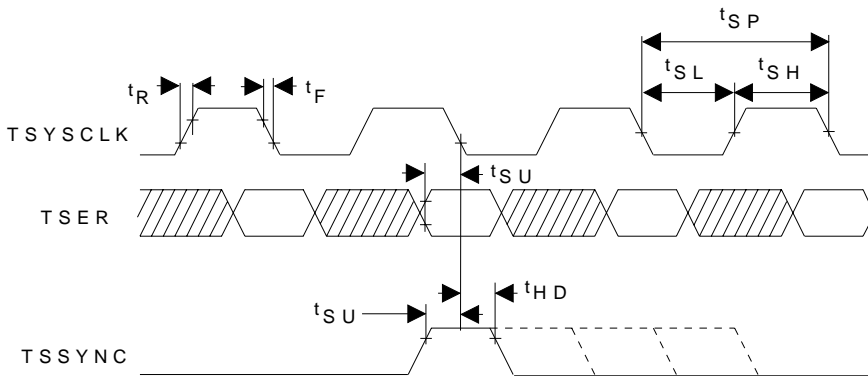 tSP
tSL tSH
tR tF
TSYSCLK
tSU
TSER
tHD
tSU
TSSYNC